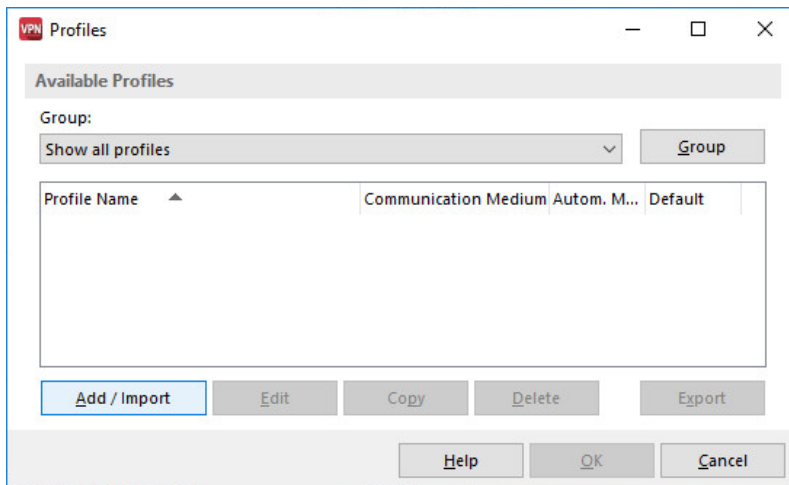 VPN Profiles
Available Profiles
Group:
Show all profiles Group
Profile Name Communication Medium Autom. M... Default
Add / Import Edit Copy Delete Export
Help OK Cancel